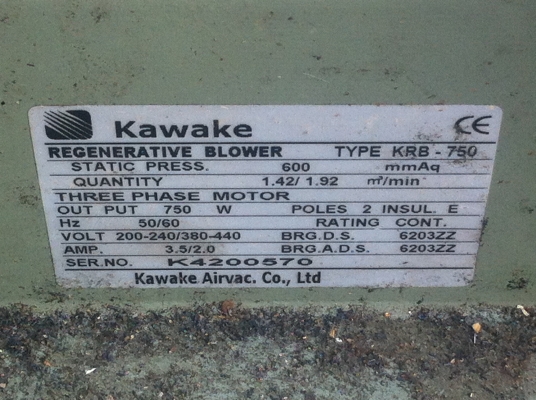 Kawake CE
REGENERATIVE BLOWER TYPE KRB - 750
STATIC PRESS. 600 mmAq
QUANTITY 1.42/ 1.92 m³/min
THREE PHASE MOTOR
OUT PUT 750 W POLES 2 INSUL. E
Hz 50/60 RATING CONT.
VOLT 200-240/380-440 BRG.D.S. 6203ZZ
AMP. 3.5/2.0 BRG.A.D.S. 6203ZZ
SER.NO. K4200570
Kawake Airvac. Co., Ltd